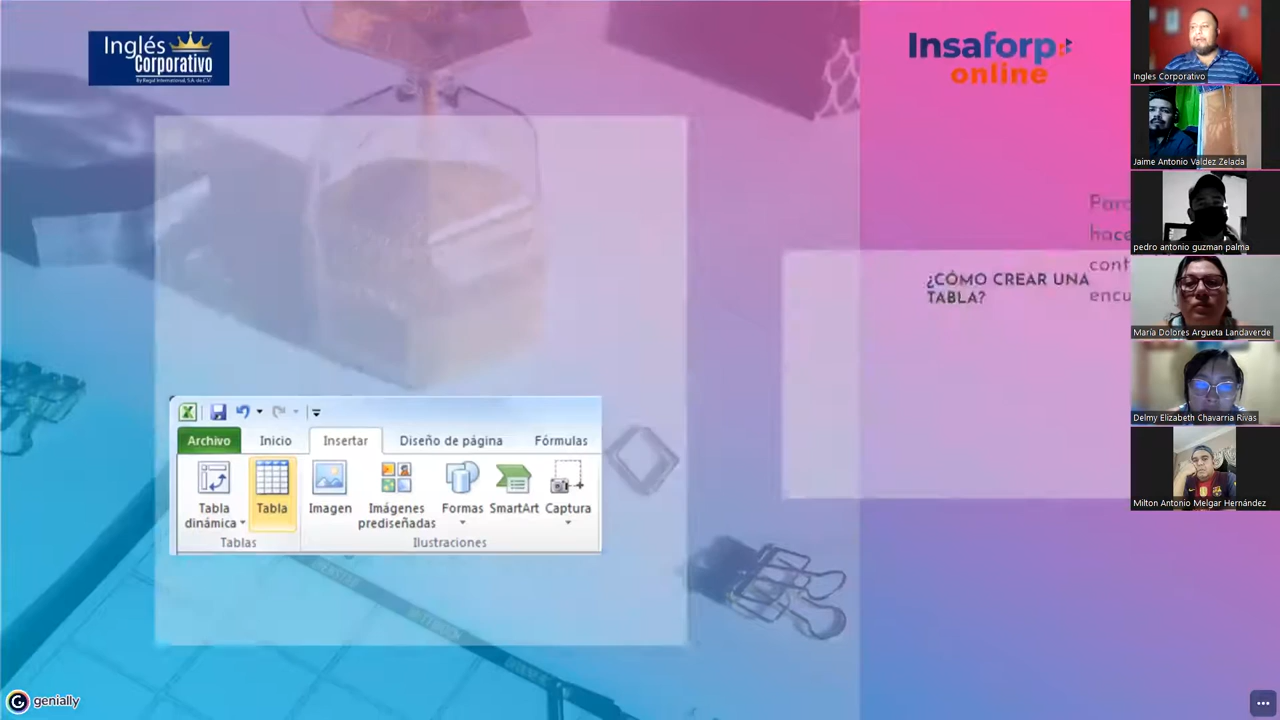 Inglés
Corporativo
By Regal International, S.A. de C.V.
Insaforp
online
¿CÓMO CREAR UNA
TABLA?
Archivo
Inicio
Insertar
Diseño de página
Fórmulas
Tabla
dinámica
Tabla
Imagen
Imágenes
prediseñadas
Formas
SmartArt
Captura
Tablas
Ilustraciones
genially
Ingles Corporativo
Jaime Antonio Valdez Zelada
pedro antonio guzman palma
María Dolores Argueta Landaverde
Delmy Elizabeth Chavarria Rivas
Milton Antonio Melgar Hernández